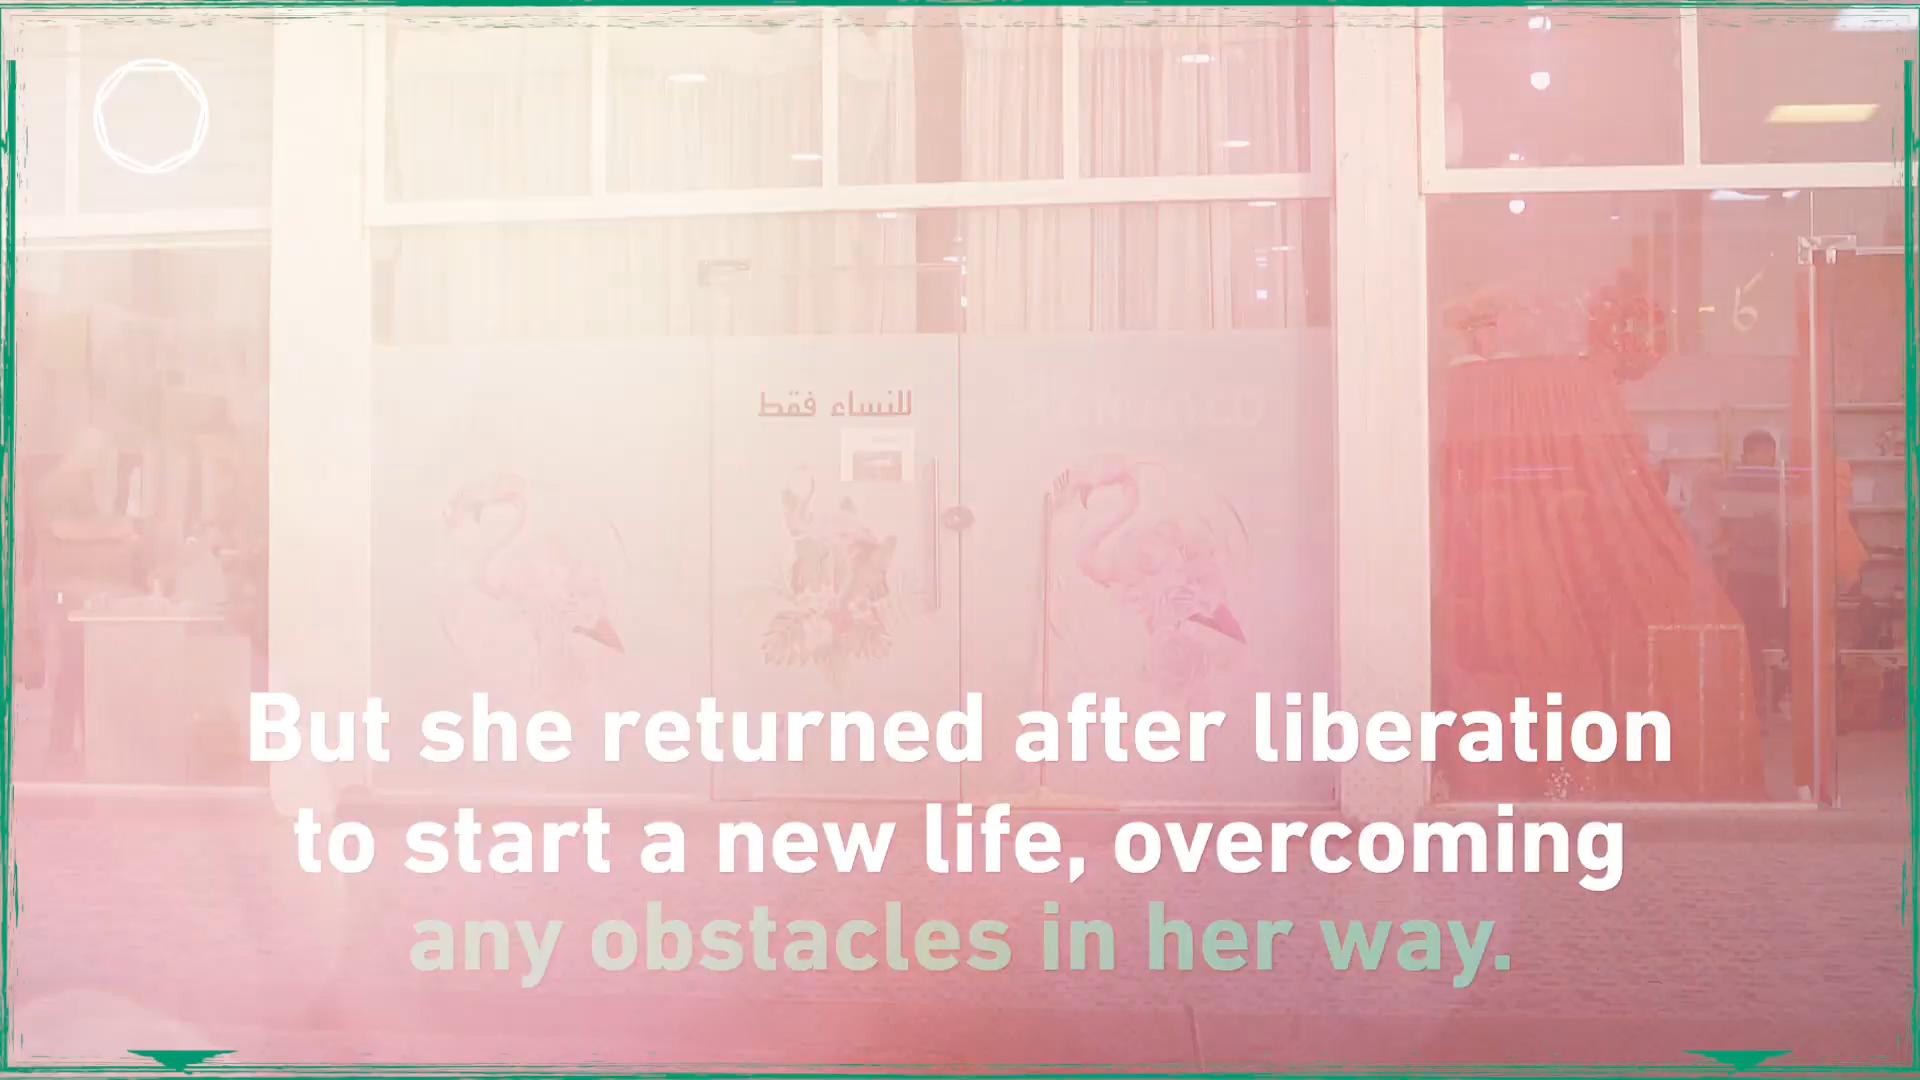 للنساء فقط
But she returned after liberation
to start a new life, overcoming
any obstacles in her way.